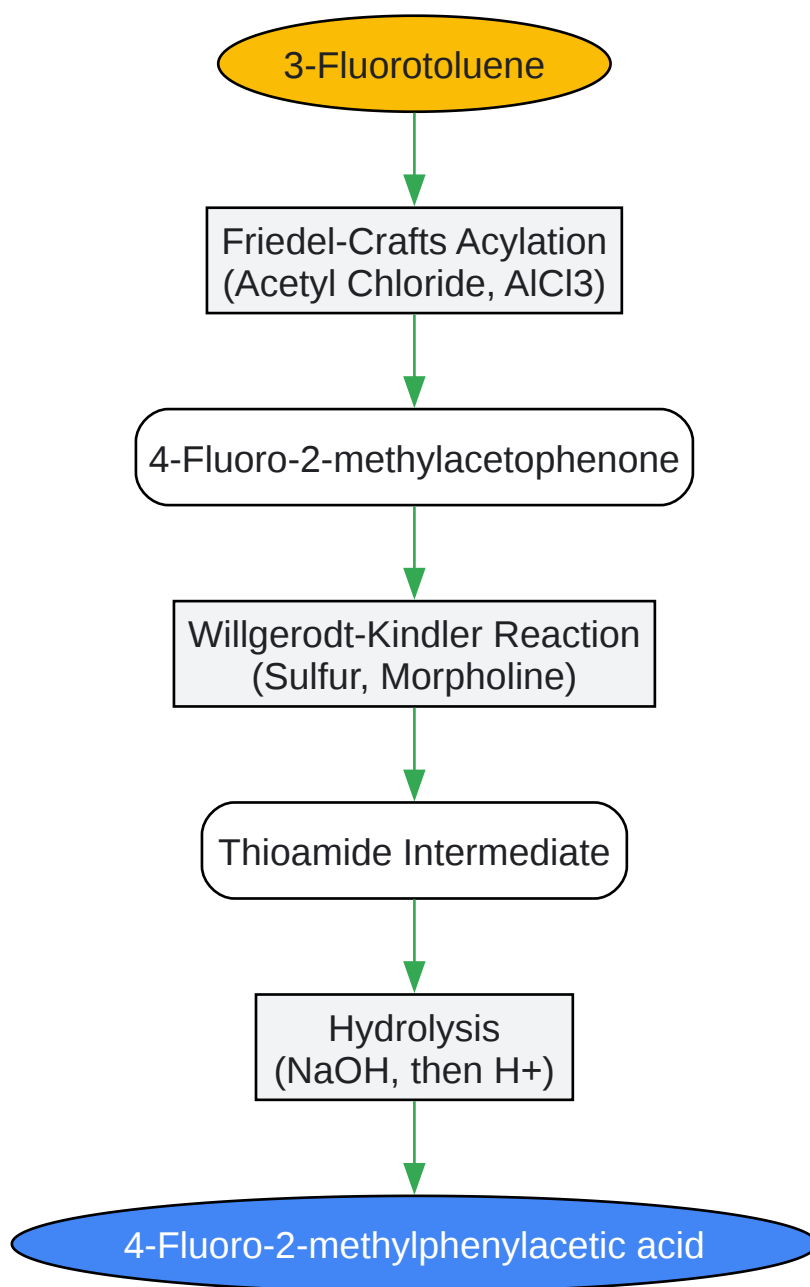 3-Fluorotoluene
Friedel-Crafts Acylation
(Acetyl Chloride, AlCl3)
4-Fluoro-2-methylacetophenone
Willgerodt-Kindler Reaction
(Sulfur, Morpholine)
Thioamide Intermediate
Hydrolysis
(NaOH, then H+)
4-Fluoro-2-methylphenylacetic acid